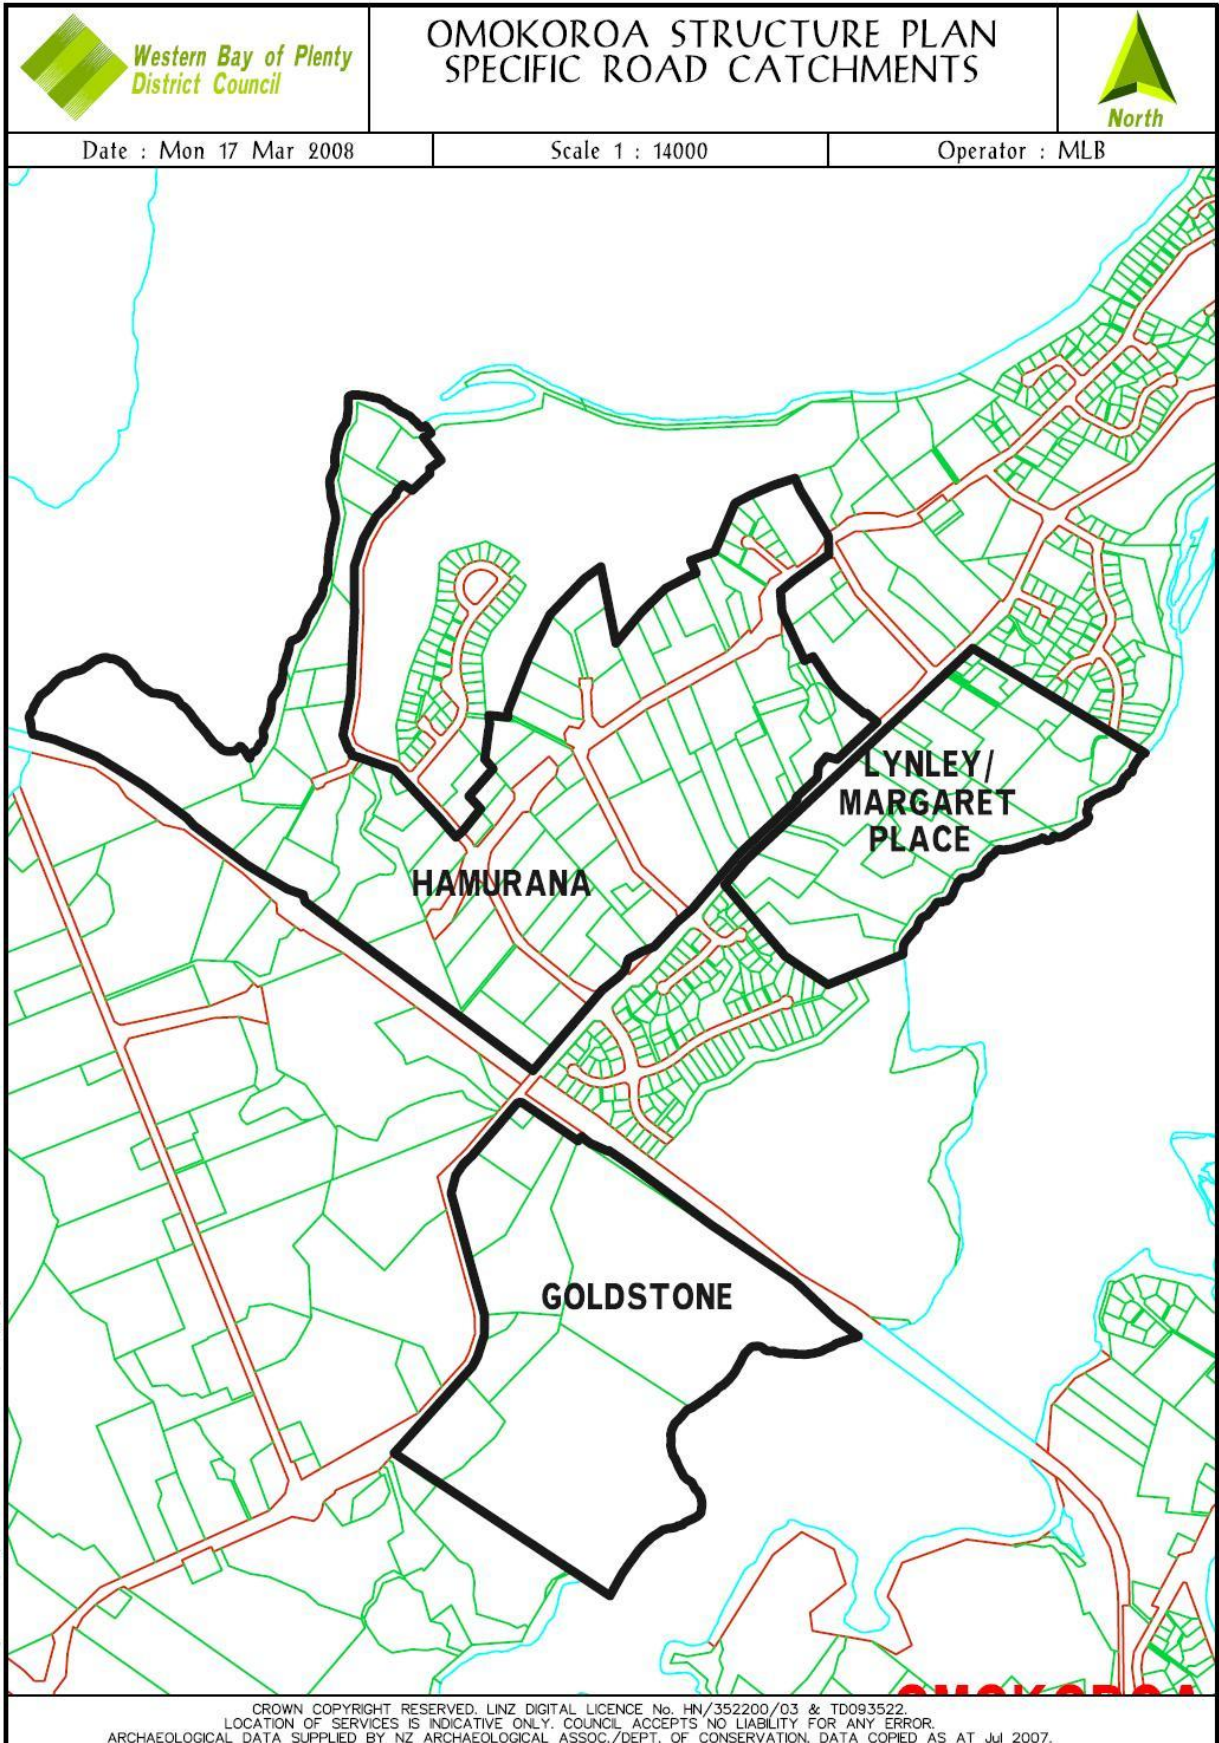 Western Bay of Plenty
District Council
OMOKOROA STRUCTURE PLAN
SPECIFIC ROAD CATCHMENTS
North
Date : Mon 17 Mar 2008
Scale 1 : 14000
Operator : MLB
LYNLEY/
MARGARET
PLACE
HAMURANA
GOLDSTONE
OMOKOROA
CROWN COPYRIGHT RESERVED. LINZ DIGITAL LICENCE No. HN/352200/03 & TD093522.
LOCATION OF SERVICES IS INDICATIVE ONLY. COUNCIL ACCEPTS NO LIABILITY FOR ANY ERROR.
ARCHAEOLOGICAL DATA SUPPLIED BY NZ ARCHAEOLOGICAL ASSOC./DEPT. OF CONSERVATION. DATA COPIED AS AT Jul 2007.